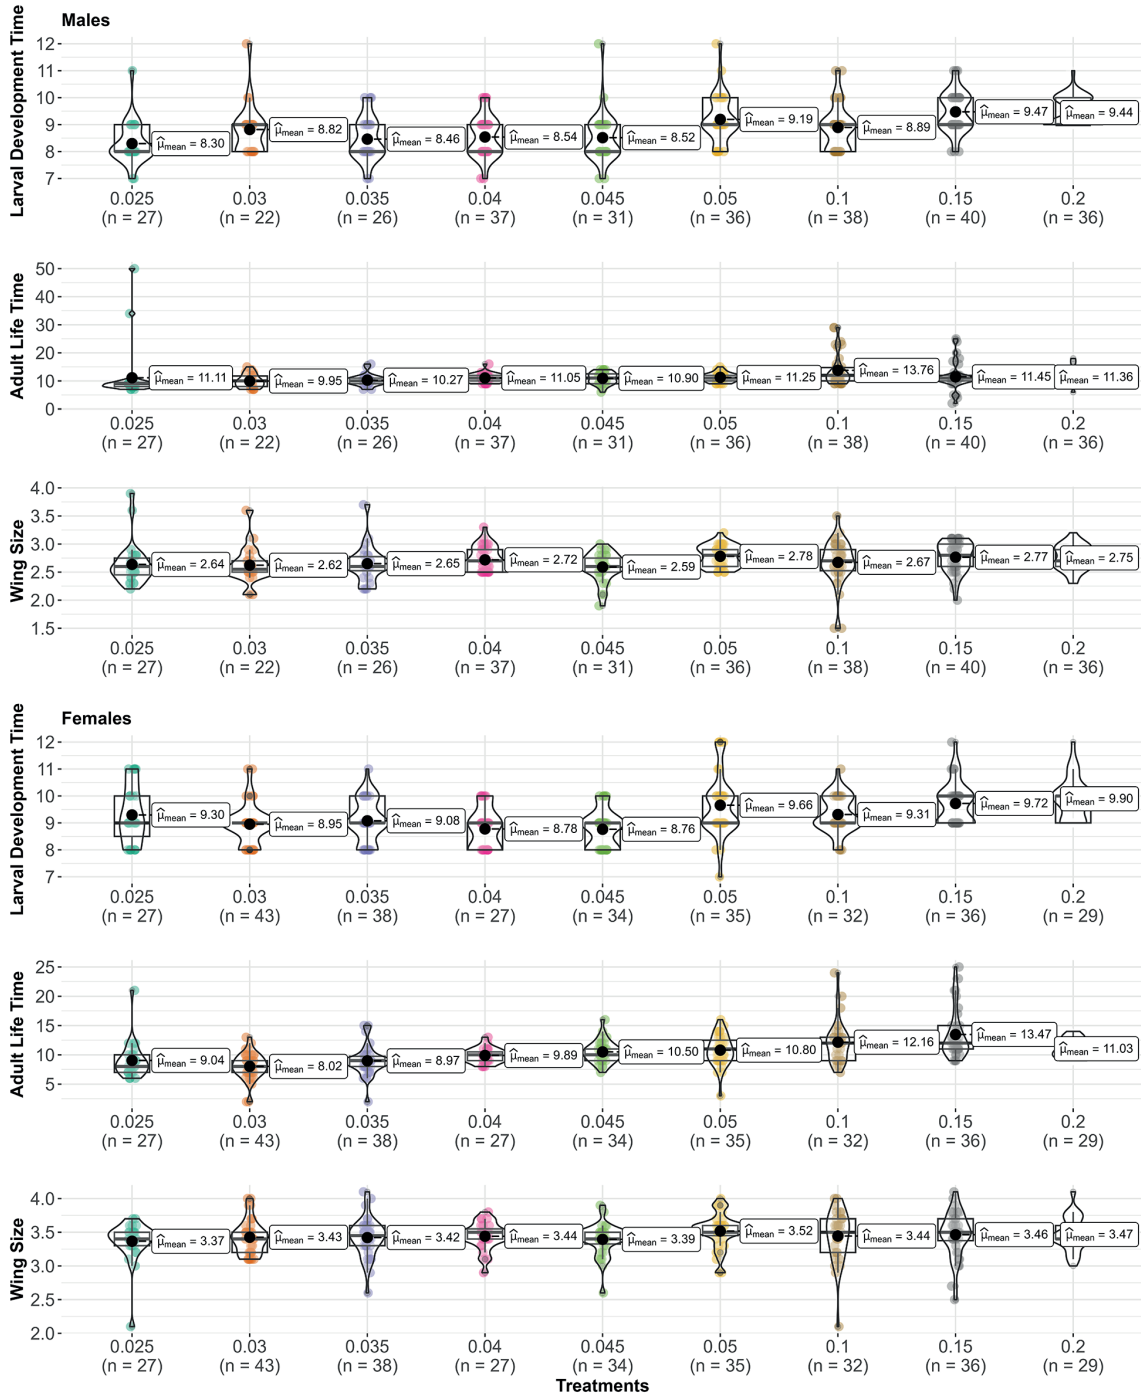 Males
Larval Development Time
12
11
10
9
8
7
μ̂mean = 8.30
μ̂mean = 8.82
μ̂mean = 8.46
μ̂mean = 8.54
μ̂mean = 8.52
μ̂mean = 9.19
μ̂mean = 8.89
μ̂mean = 9.47
μ̂mean = 9.44
0.025 0.03 0.035 0.04 0.045 0.05 0.1 0.15 0.2
(n = 27) (n = 22) (n = 26) (n = 37) (n = 31) (n = 36) (n = 38) (n = 40) (n = 36)
Adult Life Time
50
40
30
20
10
0
μ̂mean = 11.11
μ̂mean = 9.95
μ̂mean = 10.27
μ̂mean = 11.05
μ̂mean = 10.90
μ̂mean = 11.25
μ̂mean = 13.76
μ̂mean = 11.45
μ̂mean = 11.36
0.025 0.03 0.035 0.04 0.045 0.05 0.1 0.15 0.2
(n = 27) (n = 22) (n = 26) (n = 37) (n = 31) (n = 36) (n = 38) (n = 40) (n = 36)
Wing Size
4.0
3.5
3.0
2.5
2.0
1.5
μ̂mean = 2.64
μ̂mean = 2.62
μ̂mean = 2.65
μ̂mean = 2.72
μ̂mean = 2.59
μ̂mean = 2.78
μ̂mean = 2.67
μ̂mean = 2.77
μ̂mean = 2.75
0.025 0.03 0.035 0.04 0.045 0.05 0.1 0.15 0.2
(n = 27) (n = 22) (n = 26) (n = 37) (n = 31) (n = 36) (n = 38) (n = 40) (n = 36)
Females
Larval Development Time
12
11
10
9
8
7
μ̂mean = 9.30
μ̂mean = 8.95
μ̂mean = 9.08
μ̂mean = 8.78
μ̂mean = 8.76
μ̂mean = 9.66
μ̂mean = 9.31
μ̂mean = 9.72
μ̂mean = 9.90
0.025 0.03 0.035 0.04 0.045 0.05 0.1 0.15 0.2
(n = 27) (n = 43) (n = 38) (n = 27) (n = 34) (n = 35) (n = 32) (n = 36) (n = 29)
Adult Life Time
25
20
15
10
5
μ̂mean = 9.04
μ̂mean = 8.02
μ̂mean = 8.97
μ̂mean = 9.89
μ̂mean = 10.50
μ̂mean = 10.80
μ̂mean = 12.16
μ̂mean = 13.47
μ̂mean = 11.03
0.025 0.03 0.035 0.04 0.045 0.05 0.1 0.15 0.2
(n = 27) (n = 43) (n = 38) (n = 27) (n = 34) (n = 35) (n = 32) (n = 36) (n = 29)
Wing Size
4.0
3.5
3.0
2.5
2.0
μ̂mean = 3.37
μ̂mean = 3.43
μ̂mean = 3.42
μ̂mean = 3.44
μ̂mean = 3.39
μ̂mean = 3.52
μ̂mean = 3.44
μ̂mean = 3.46
μ̂mean = 3.47
0.025 0.03 0.035 0.04 0.045 0.05 0.1 0.15 0.2
(n = 27) (n = 43) (n = 38) (n = 27) (n = 34) (n = 35) (n = 32) (n = 36) (n = 29)
Treatments